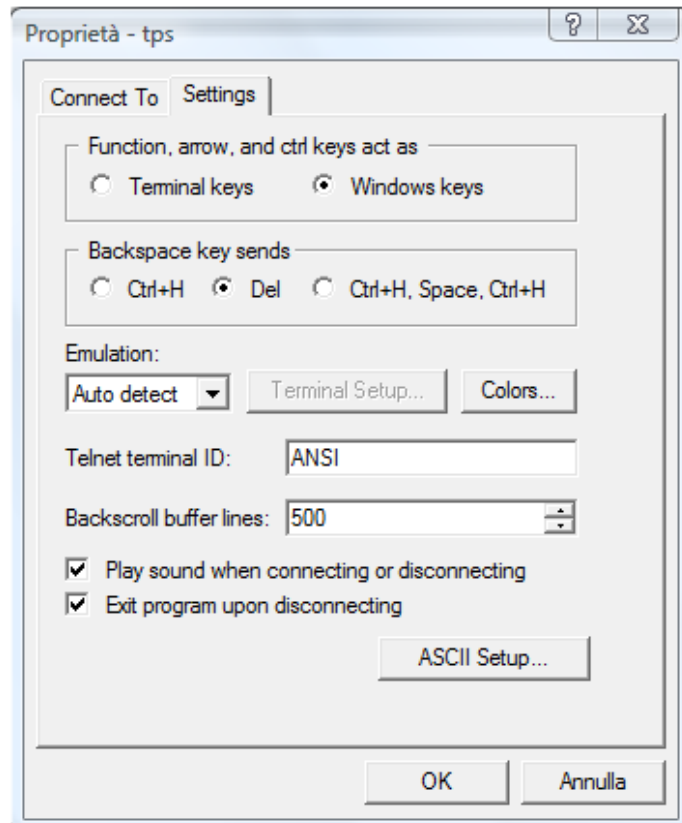 Proprietà - tps
Connect To Settings
Function, arrow, and ctrl keys act as
Terminal keys Windows keys
Backspace key sends
Ctrl+H Del Ctrl+H, Space, Ctrl+H
Emulation:
Auto detect Terminal Setup... Colors...
Telnet terminal ID: ANSI
Backscroll buffer lines: 500
Play sound when connecting or disconnecting
Exit program upon disconnecting
ASCII Setup...
OK Annulla